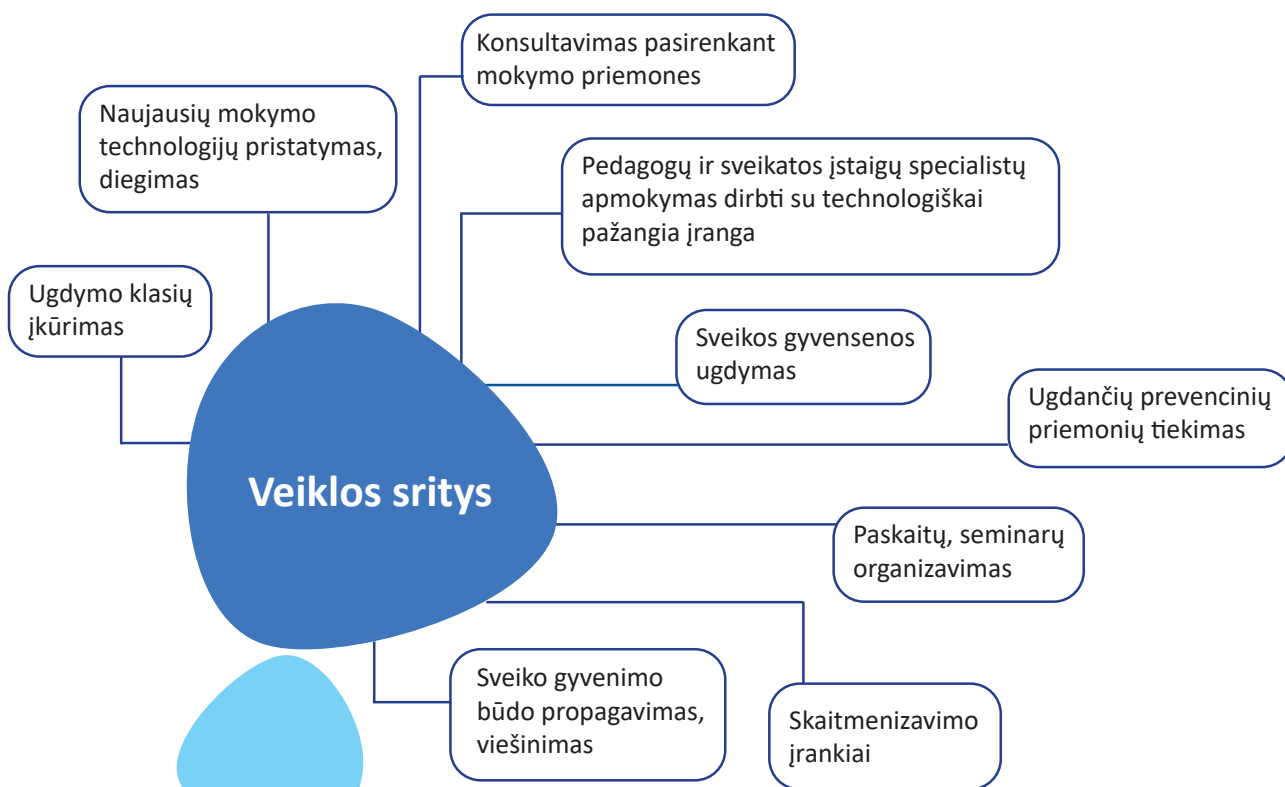 Konsultavimas pasirenkant
mokymo priemones
Naujausių mokymo
technologijų pristatymas,
diegimas
Pedagogų ir sveikatos įstaigų specialistų
apmokymas dirbti su technologiškai
pažangia įranga
Ugdymo klasių
įkūrimas
Sveikos gyvensenos
ugdymas
Ugdančių prevencinių
priemonių tiekimas
Veiklos sritys
Paskaitų, seminarų
organizavimas
Sveiko gyvenimo
būdo propagavimas,
viešinimas
Skaitmenizavimo
įrankiai